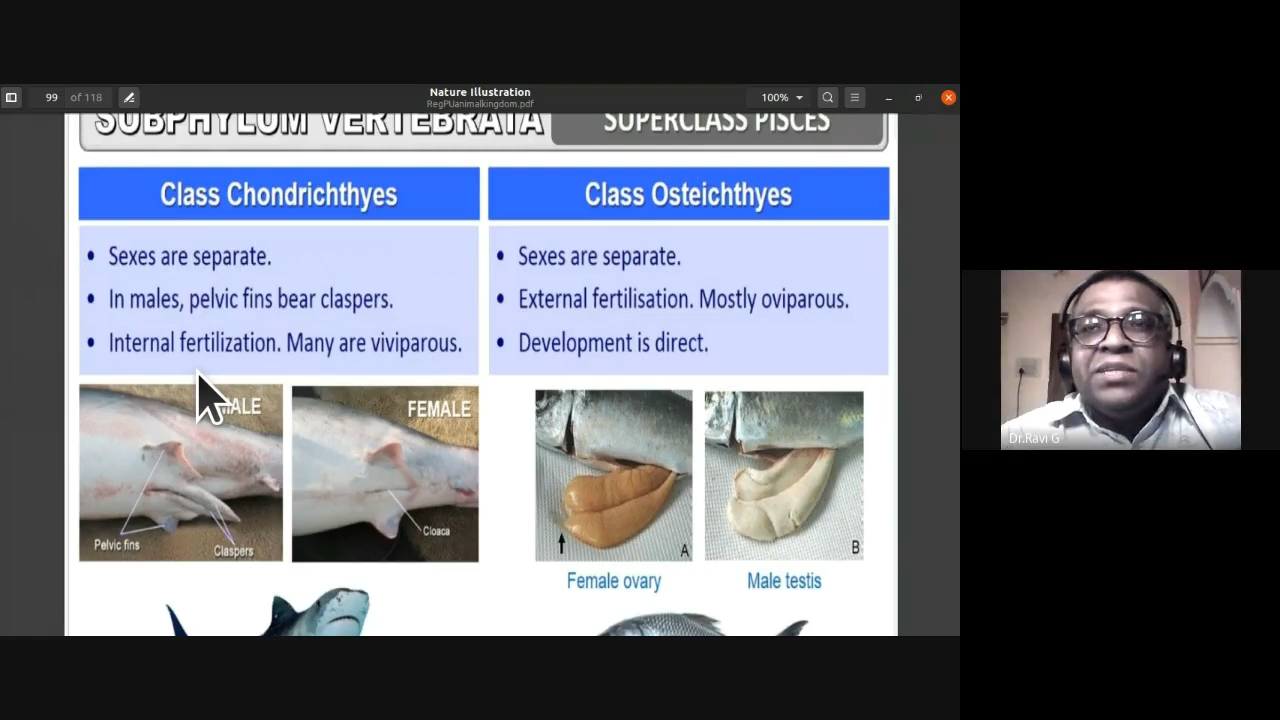 99 of 118
Nature Illustration
RegPUanimalkingdom.pdf
100%
SUBPHYLUM VERTEBRATA
SUPERCLASS PISCES
Class Chondrichthyes
• Sexes are separate.
• In males, pelvic fins bear claspers.
• Internal fertilization. Many are viviparous.
Class Osteichthyes
• Sexes are separate.
• External fertilisation. Mostly oviparous.
• Development is direct.
FEMALE
Pelvic fins
Claspers
Cloaca
A
B
Female ovary
Male testis
Dr.Ravi G